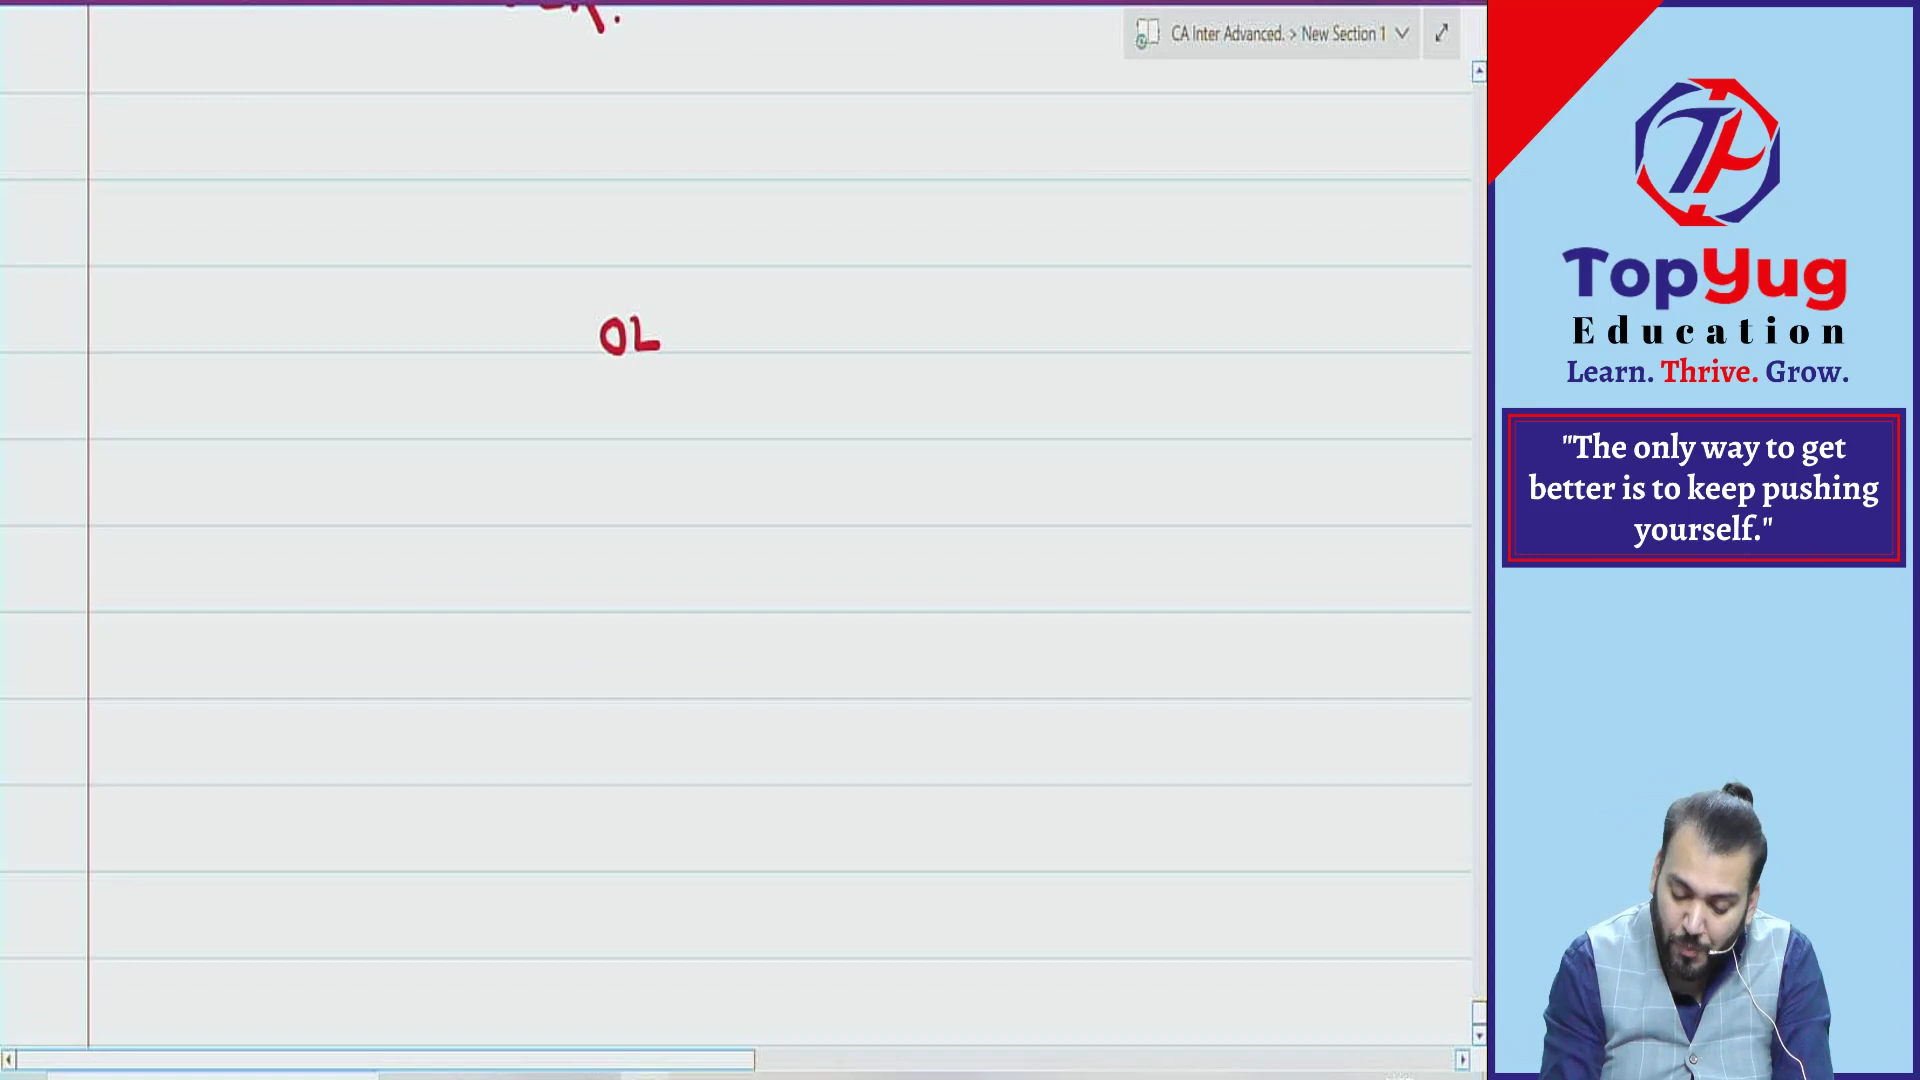 CA Inter Advanced. > New Section 1
OL
TopYug
Education
Learn. Thrive. Grow.
"The only way to get
better is to keep pushing
yourself."